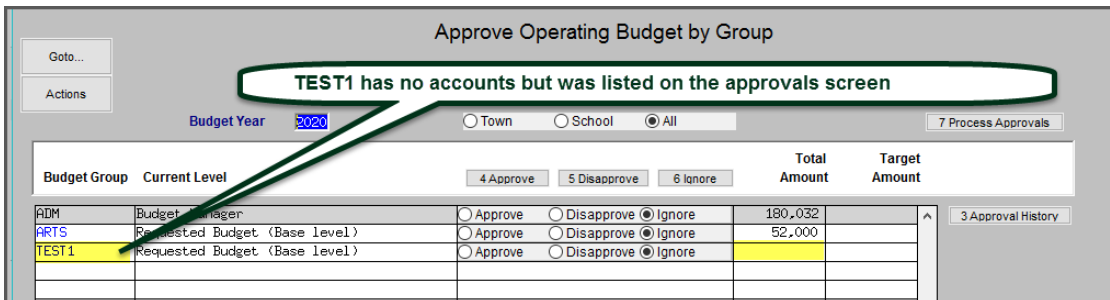 Approve Operating Budget by Group
Goto...
TEST1 has no accounts but was listed on the approvals screen
Actions
Budget Year 2020 Town School All 7 Process Approvals
Total Target
Budget Group Current Level 4 Approve 5 Disapprove 6 Ignore Amount Amount
ADM Budget Manager Approve Disapprove Ignore 180,032 3 Approval History
ARTS Requested Budget (Base level) Approve Disapprove Ignore 52,000
TEST1 Requested Budget (Base level) Approve Disapprove Ignore